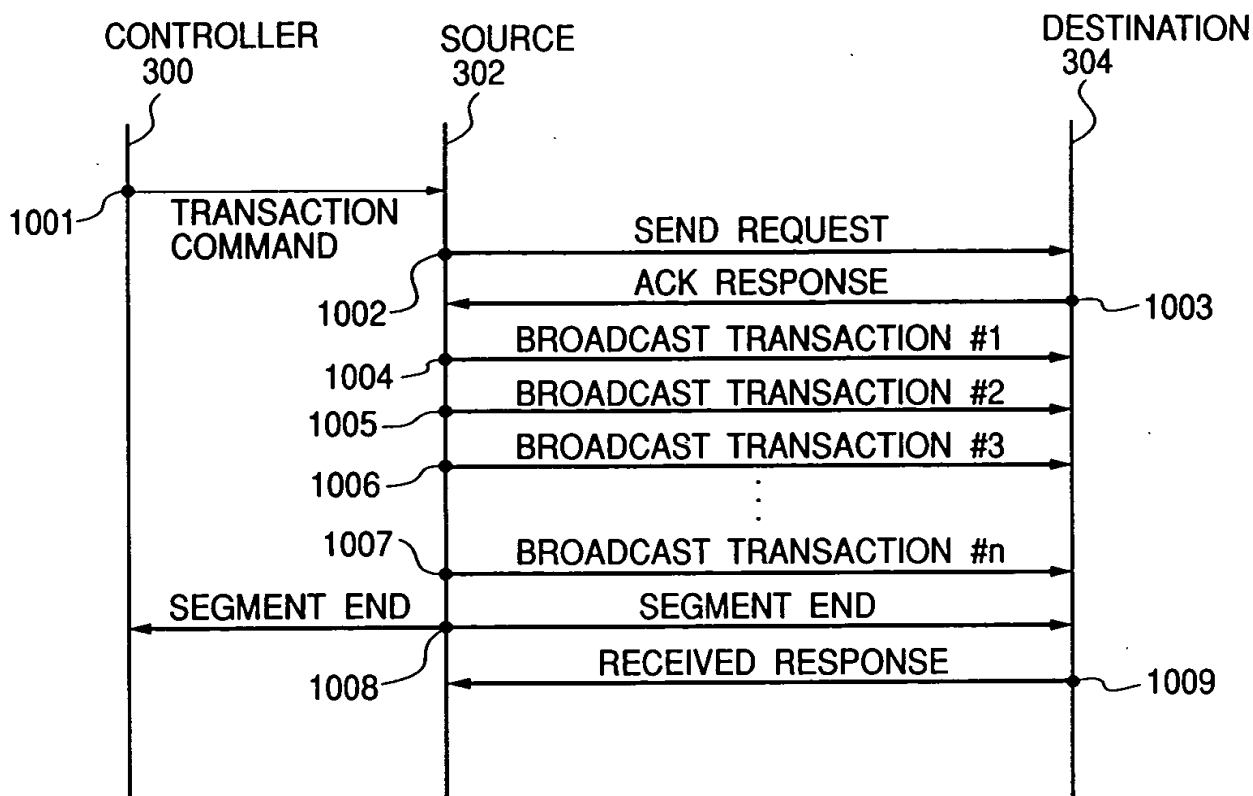 CONTROLLER
300
SOURCE
302
DESTINATION
304
1001
TRANSACTION
COMMAND
SEND REQUEST
1002
ACK RESPONSE
1003
BROADCAST TRANSACTION #1
1004
BROADCAST TRANSACTION #2
1005
BROADCAST TRANSACTION #3
1006
1007
BROADCAST TRANSACTION #n
SEGMENT END
SEGMENT END
1008
RECEIVED RESPONSE
1009